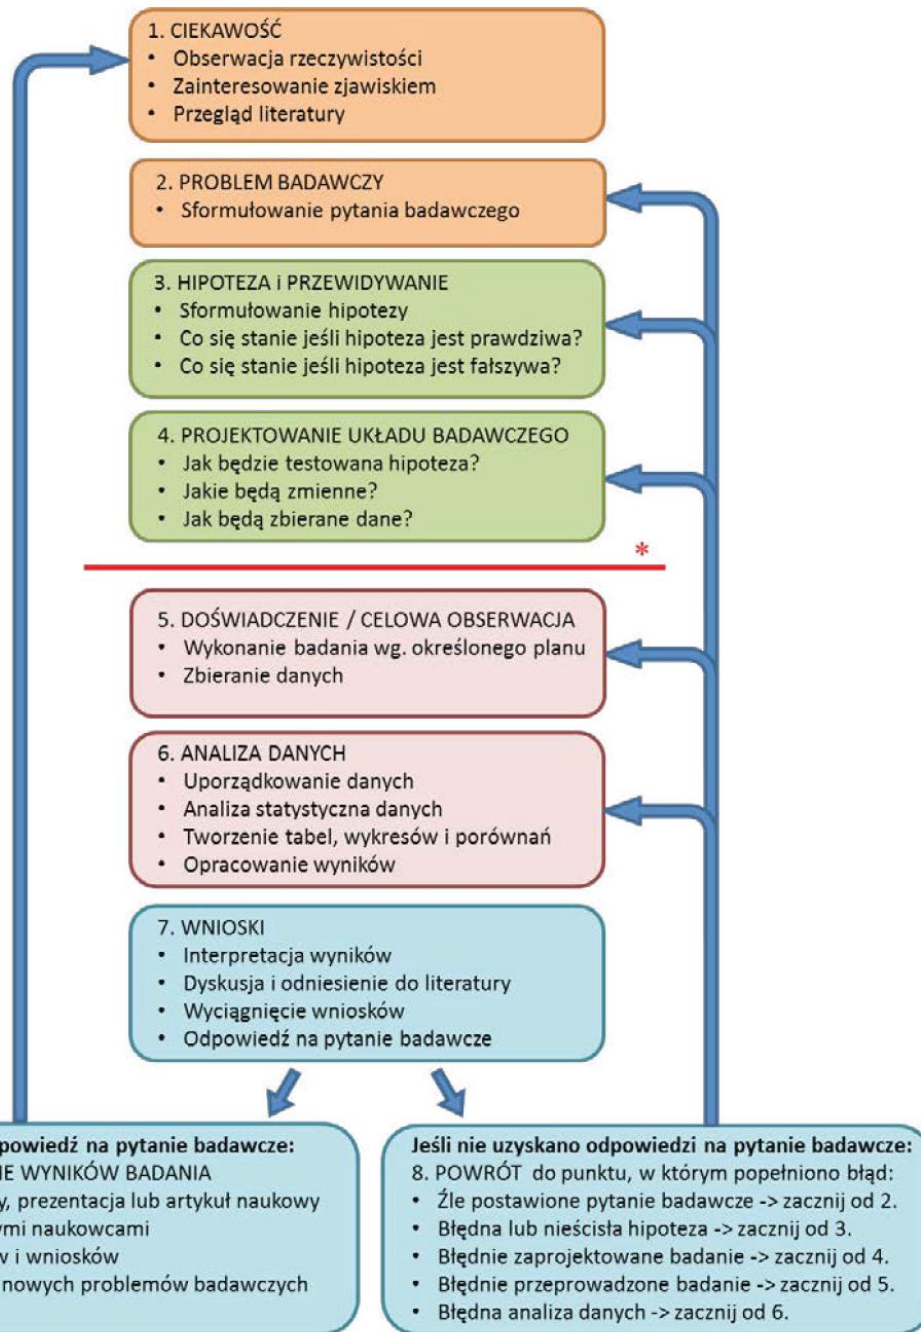 1. CIEKAWOŚĆ
• Obserwacja rzeczywistości
• Zainteresowanie zjawiskiem
• Przegląd literatury
2. PROBLEM BADAWCZY
• Sformułowanie pytania badawczego
3. HIPOTEZA i PRZEWIDYWANIE
• Sformułowanie hipotezy
• Co się stanie jeśli hipoteza jest prawdziwa?
• Co się stanie jeśli hipoteza jest fałszywa?
4. PROJEKTOWANIE UKŁADU BADAWCZEGO
• Jak będzie testowana hipoteza?
• Jakie będą zmienne?
• Jak będą zbierane dane?
*
5. DOŚWIADCZENIE / CELOWA OBSERWACJA
• Wykonanie badania wg. określonego planu
• Zbieranie danych
6. ANALIZA DANYCH
• Uporządkowanie danych
• Analiza statystyczna danych
• Tworzenie tabel, wykresów i porównań
• Opracowanie wyników
7. WNIOSKI
• Interpretacja wyników
• Dyskusja i odniesienie do literatury
• Wyciągnięcie wniosków
• Odpowiedź na pytanie badawcze
powiedź na pytanie badawcze:
IE WYNIKÓW BADANIA
y, prezentacja lub artykuł naukowy
ymi naukowcami
w i wniosków
nowych problemów badawczych
Jeśli nie uzyskano odpowiedzi na pytanie badawcze:
8. POWRÓT do punktu, w którym popełniono błąd:
• Źle postawione pytanie badawcze -> zacznij od 2.
• Błędna lub nieścisła hipoteza -> zacznij od 3.
• Błędnie zaprojektowane badanie -> zacznij od 4.
• Błędnie przeprowadzone badanie -> zacznij od 5.
• Błędna analiza danych -> zacznij od 6.